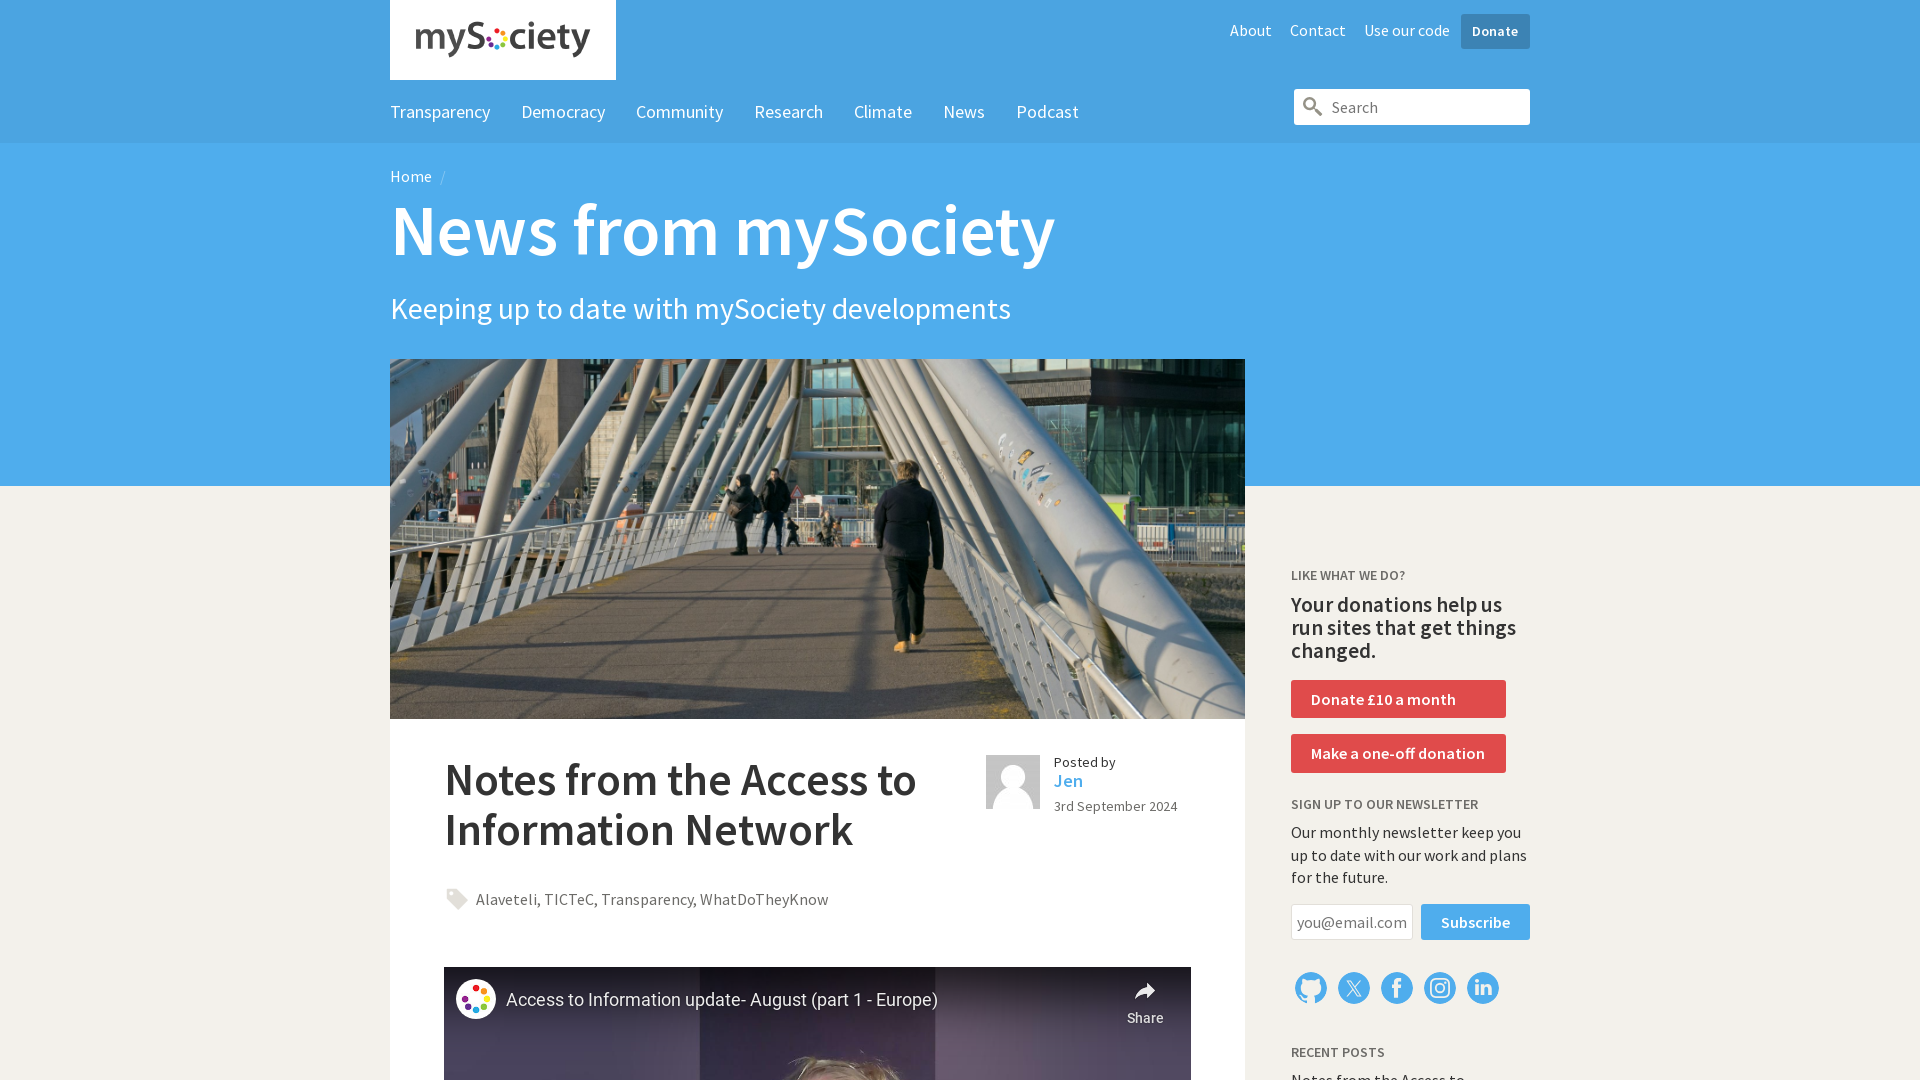 mySociety
About
Contact
Use our code
Donate
Transparency
Democracy
Community
Research
Climate
News
Podcast
Search
Home /
News from mySociety
Keeping up to date with mySociety developments
Notes from the Access to
Information Network
Posted by
Jen
3rd September 2024
Alaveteli, TICTeC, Transparency, WhatDoTheyKnow
Access to Information update- August (part 1 - Europe)
Share
LIKE WHAT WE DO?
Your donations help us
run sites that get things
changed.
Donate £10 a month
Make a one-off donation
SIGN UP TO OUR NEWSLETTER
Our monthly newsletter keep you
up to date with our work and plans
for the future.
you@email.com
Subscribe
RECENT POSTS
Notes from the Access to